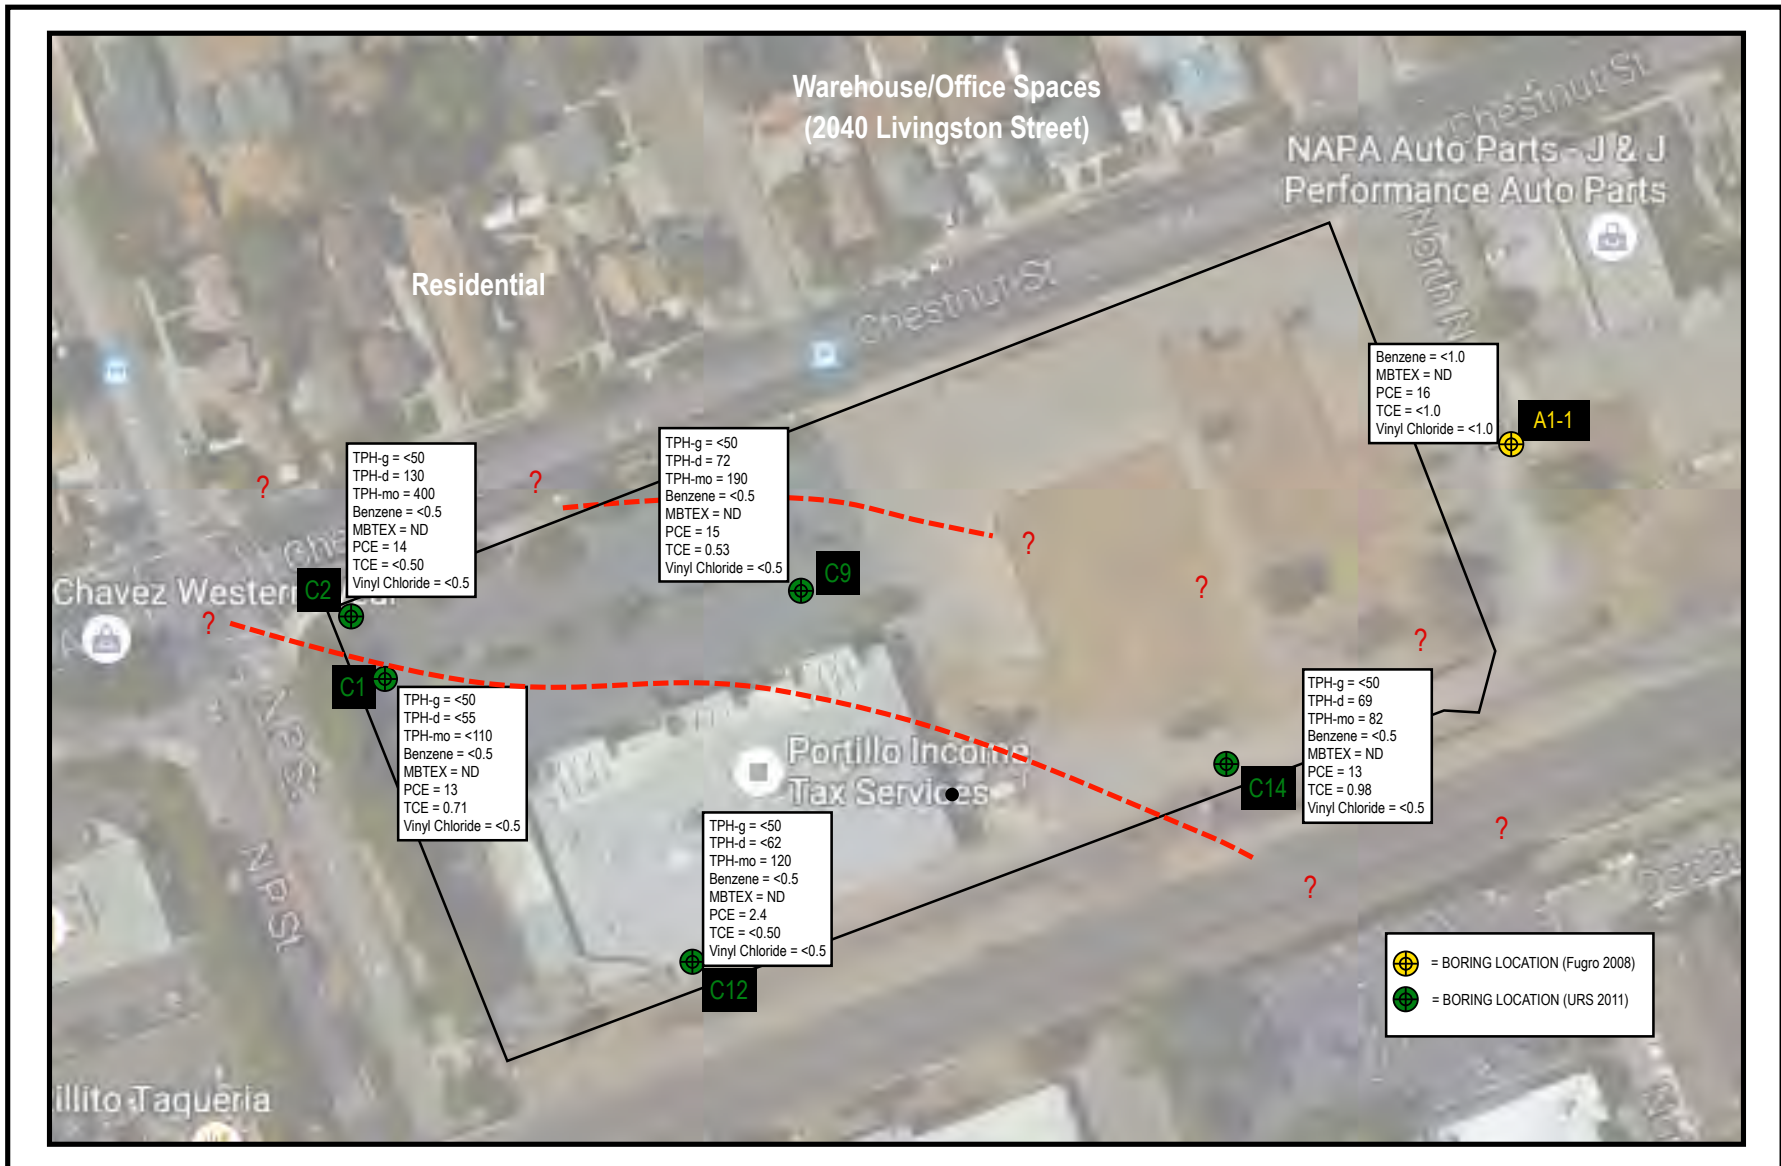 Warehouse/Office Spaces
(2040 Livingston Street)
Chestnut St
NAPA Auto Parts - J & J
Performance Auto Parts
North
Residential
Chestnut St
Benzene = <1.0
MBTEX = ND
PCE = 16
TCE = <1.0
Vinyl Chloride = <1.0
A1-1
TPH-g = <50
TPH-d = 130
TPH-mo = 400
Benzene = <0.5
MBTEX = ND
PCE = 14
TCE = <0.50
Vinyl Chloride = <0.5
C2
TPH-g = <50
TPH-d = 72
TPH-mo = 190
Benzene = <0.5
MBTEX = ND
PCE = 15
TCE = 0.53
Vinyl Chloride = <0.5
C9
?
?
?
?
?
?
?
?
Chavez Western
C1
TPH-g = <50
TPH-d = <55
TPH-mo = <110
Benzene = <0.5
MBTEX = ND
PCE = 13
TCE = 0.71
Vinyl Chloride = <0.5
Portillo Income
Tax Services
TPH-g = <50
TPH-d = 69
TPH-mo = 82
Benzene = <0.5
MBTEX = ND
PCE = 13
TCE = 0.98
Vinyl Chloride = <0.5
C14
TPH-g = <50
TPH-d = <62
TPH-mo = 120
Benzene = <0.5
MBTEX = ND
PCE = 2.4
TCE = <0.50
Vinyl Chloride = <0.5
C12
= BORING LOCATION (Fugro 2008)
= BORING LOCATION (URS 2011)
illito Taqueria